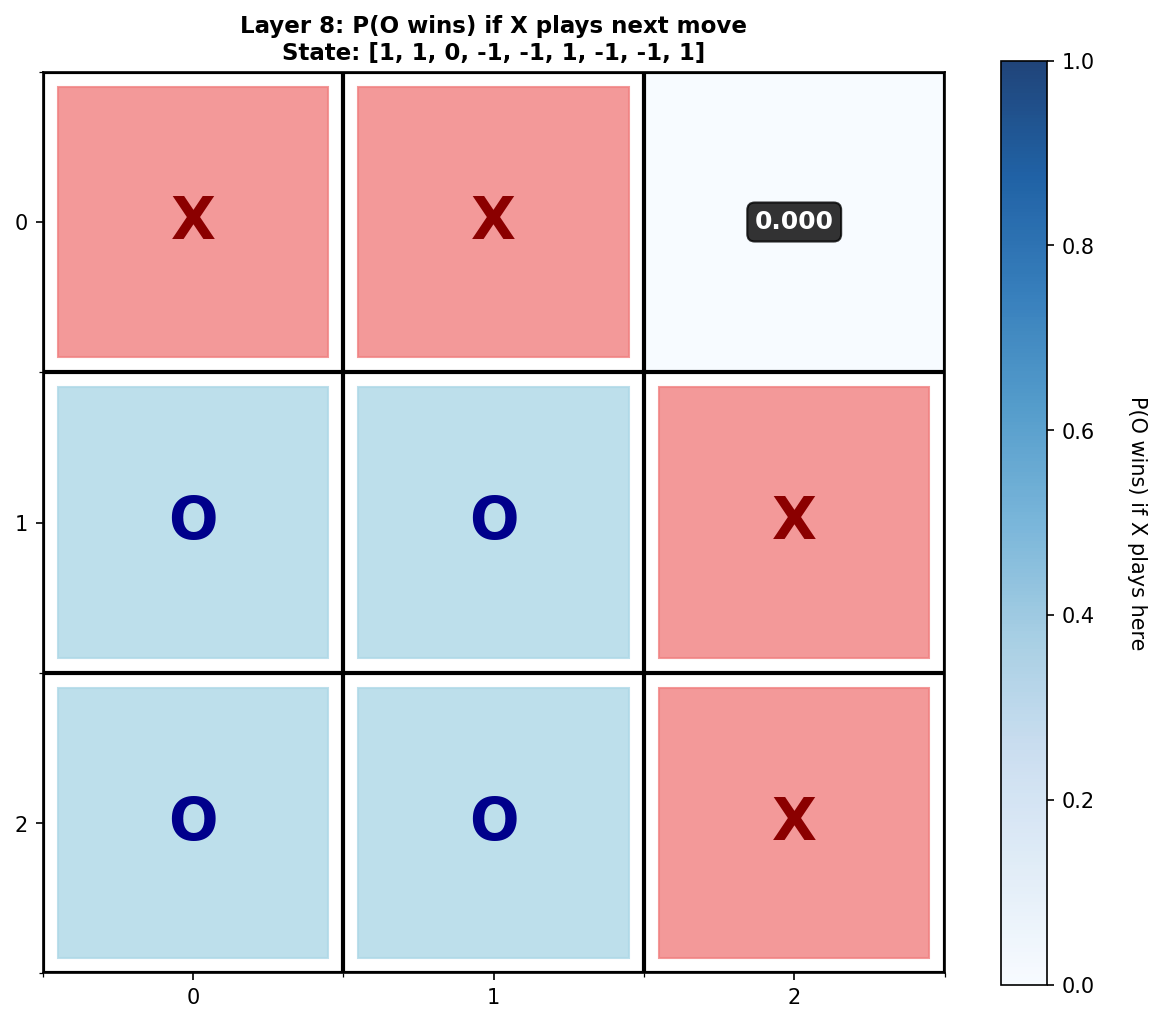 Layer 8: P(O wins) if X plays next move
State: [1, 1, 0, -1, -1, 1, -1, -1, 1]
0
X
X
0.000
1
O
O
X
2
O
O
X
0
1
2
1.0
0.8
0.6
0.4
0.2
0.0
P(O wins) if X plays here